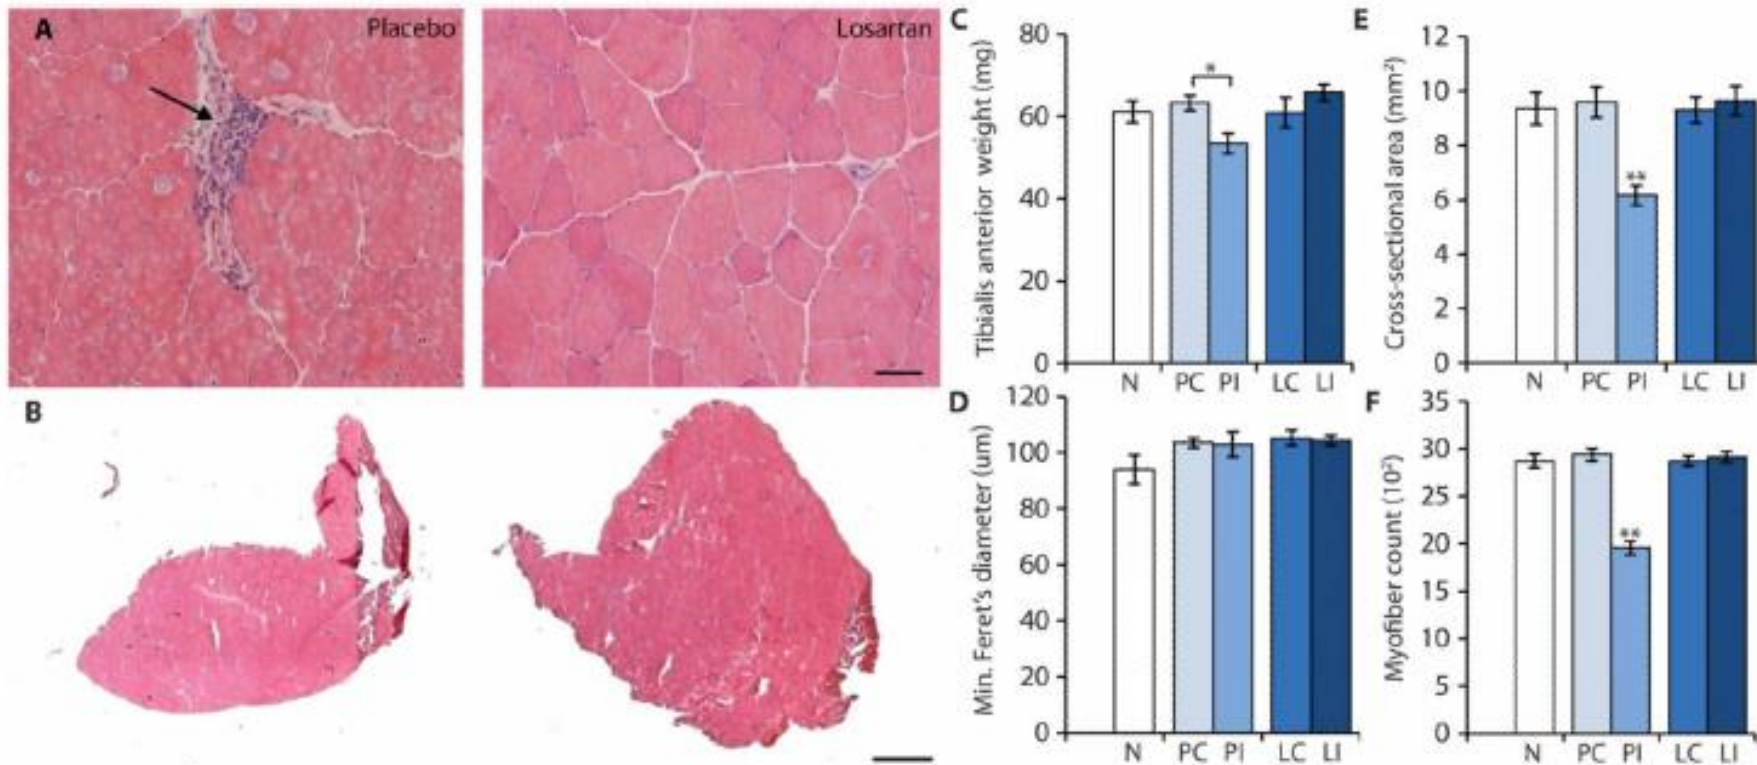 A
Placebo
Losartan
B
C
Tibialis anterior weight (mg)
80
60
40
20
0
*
N PC PI LC LI
D
Min. Feret's diameter (um)
120
100
80
60
40
20
0
N PC PI LC LI
E
Cross-sectional area (mm²)
12
10
8
6
4
2
0
**
N PC PI LC LI
F
Myofiber count (10²)
35
30
25
20
15
10
5
0
**
N PC PI LC LI